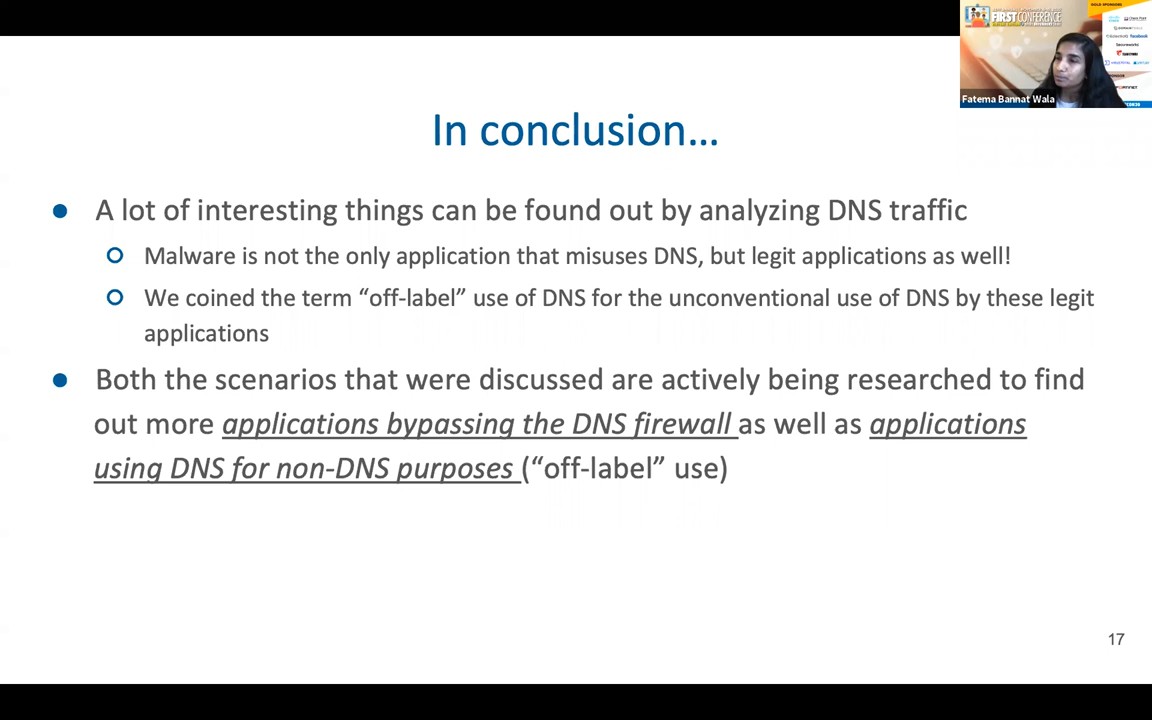 FIRST CONFERENCE
GOLD SPONSORS
Fatema Bannat Wala
In conclusion...
A lot of interesting things can be found out by analyzing DNS traffic
Malware is not the only application that misuses DNS, but legit applications as well!
We coined the term “off-label” use of DNS for the unconventional use of DNS by these legit
applications
Both the scenarios that were discussed are actively being researched to find
out more applications bypassing the DNS firewall as well as applications
using DNS for non-DNS purposes (“off-label” use)
17